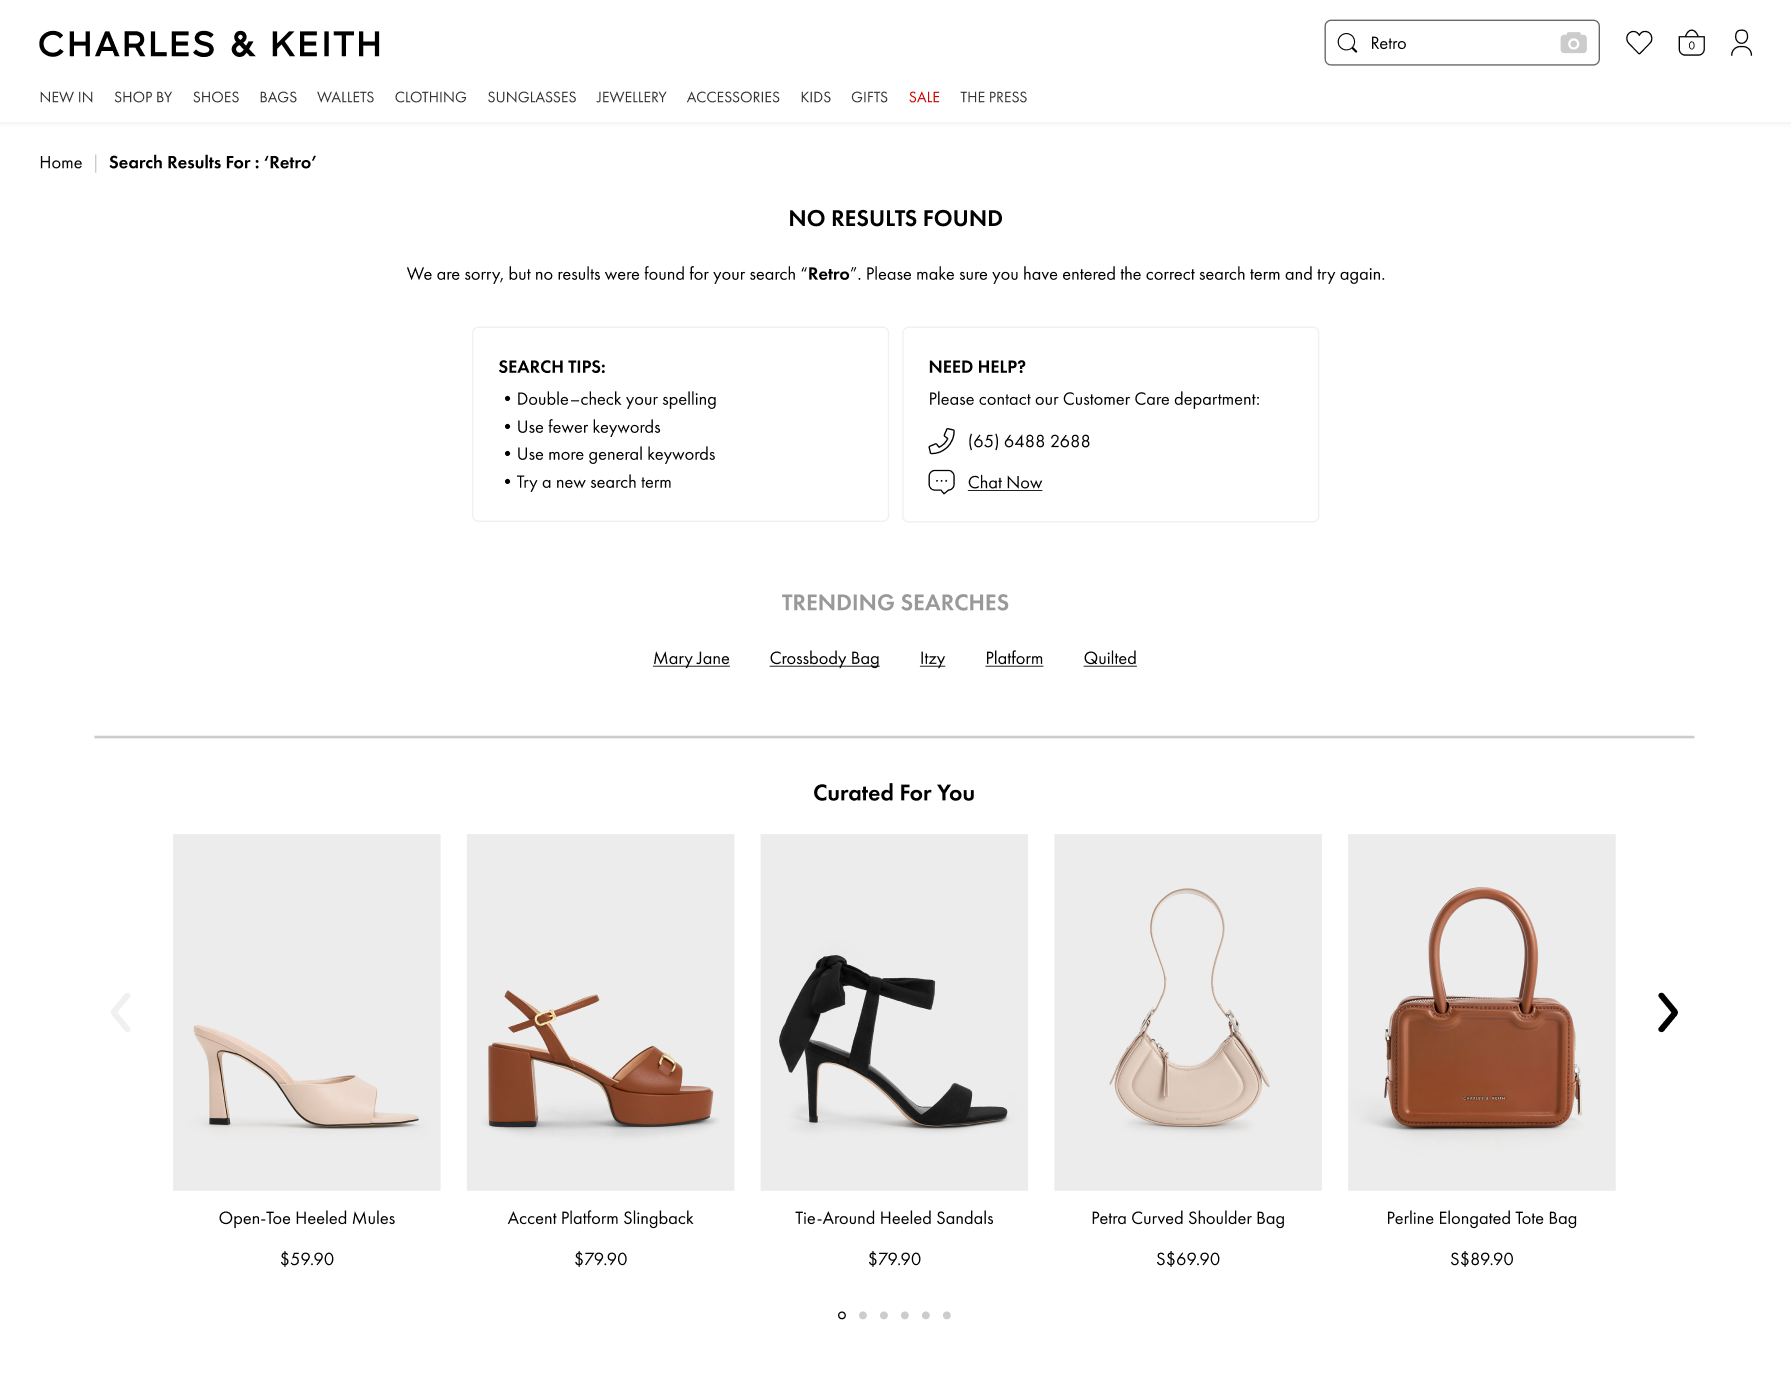 CHARLES & KEITH
Retro
0
NEW IN SHOP BY SHOES BAGS WALLETS CLOTHING SUNGLASSES JEWELLERY ACCESSORIES KIDS GIFTS SALE THE PRESS
Home | Search Results For : ‘Retro’
NO RESULTS FOUND
We are sorry, but no results were found for your search “Retro”. Please make sure you have entered the correct search term and try again.
SEARCH TIPS:
• Double–check your spelling
• Use fewer keywords
• Use more general keywords
• Try a new search term
NEED HELP?
Please contact our Customer Care department:
(65) 6488 2688
Chat Now
TRENDING SEARCHES
Mary Jane Crossbody Bag Itzy Platform Quilted
Curated For You
CHARLES & KEITH
Open-Toe Heeled Mules
$59.90
Accent Platform Slingback
$79.90
Tie-Around Heeled Sandals
$79.90
Petra Curved Shoulder Bag
S$69.90
Perline Elongated Tote Bag
S$89.90